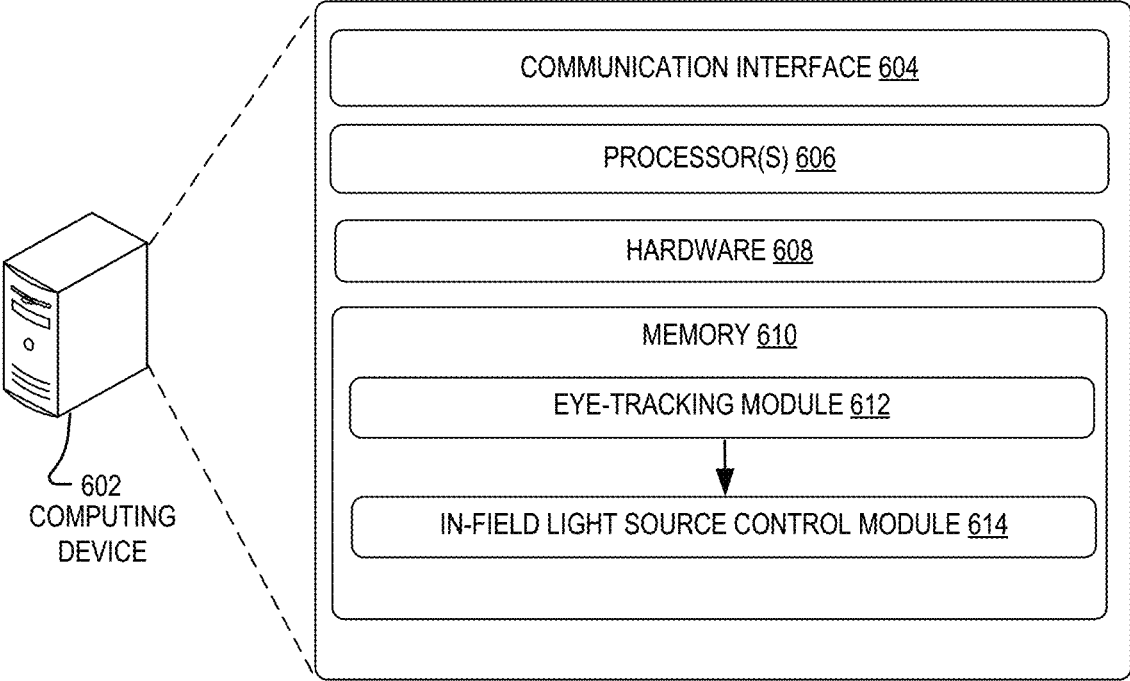 COMMUNICATION INTERFACE 604
PROCESSOR(S) 606
HARDWARE 608
MEMORY 610
EYE-TRACKING MODULE 612
IN-FIELD LIGHT SOURCE CONTROL MODULE 614
602
COMPUTING
DEVICE